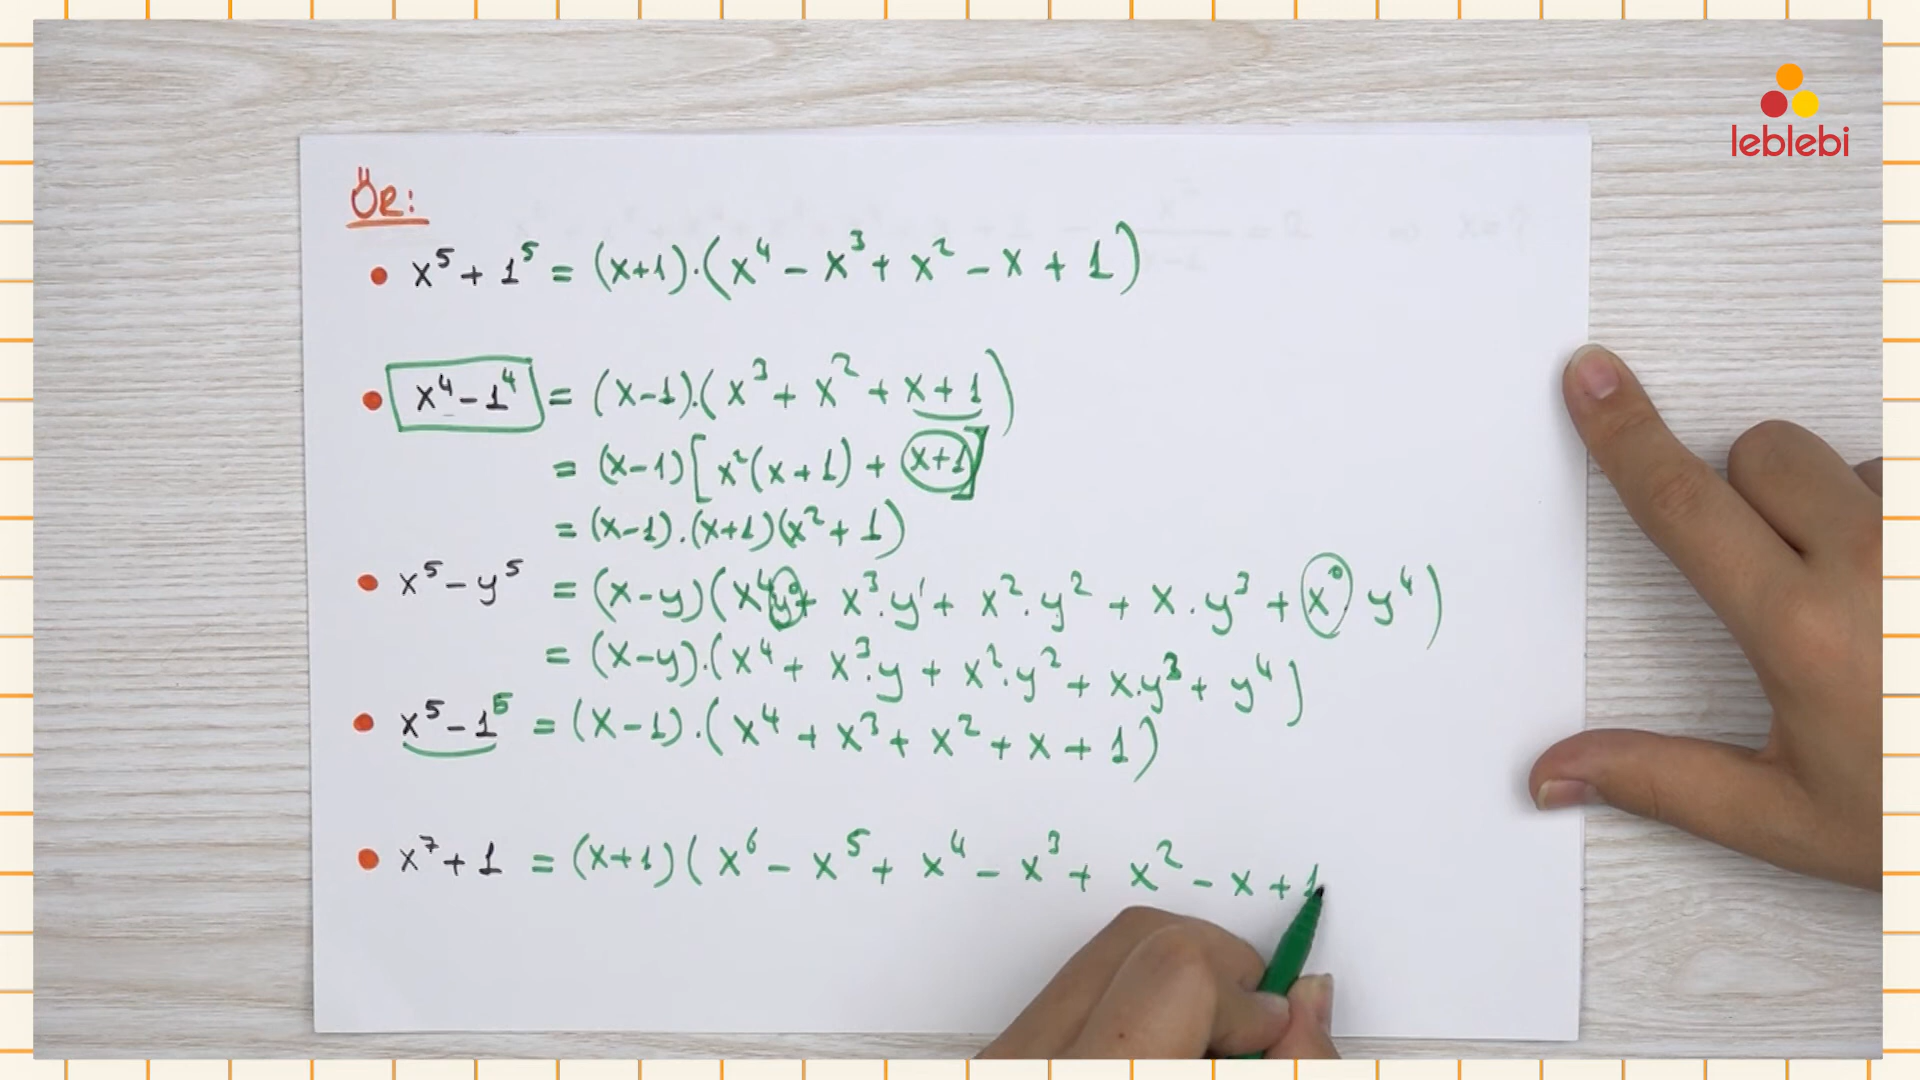 leblebi
Ör:
• x⁵ + 1⁵ = (x+1)·(x⁴ − x³ + x² − x + 1)
• x⁴ − 1⁴ = (x−1)·(x³ + x² + x + 1)
= (x−1)[x²(x+1) + (x+1)]
= (x−1)·(x+1)(x²+1)
• x⁵ − y⁵ = (x−y)(x⁴y⁰ + x³·y¹ + x²·y² + x·y³ + x⁰ y⁴)
= (x−y)·(x⁴ + x³·y + x²·y² + x·y³ + y⁴)
• x⁵ − 1⁵ = (x−1)·(x⁴ + x³ + x² + x + 1)
• x⁷ + 1 = (x+1)(x⁶ − x⁵ + x⁴ − x³ + x² − x + 1